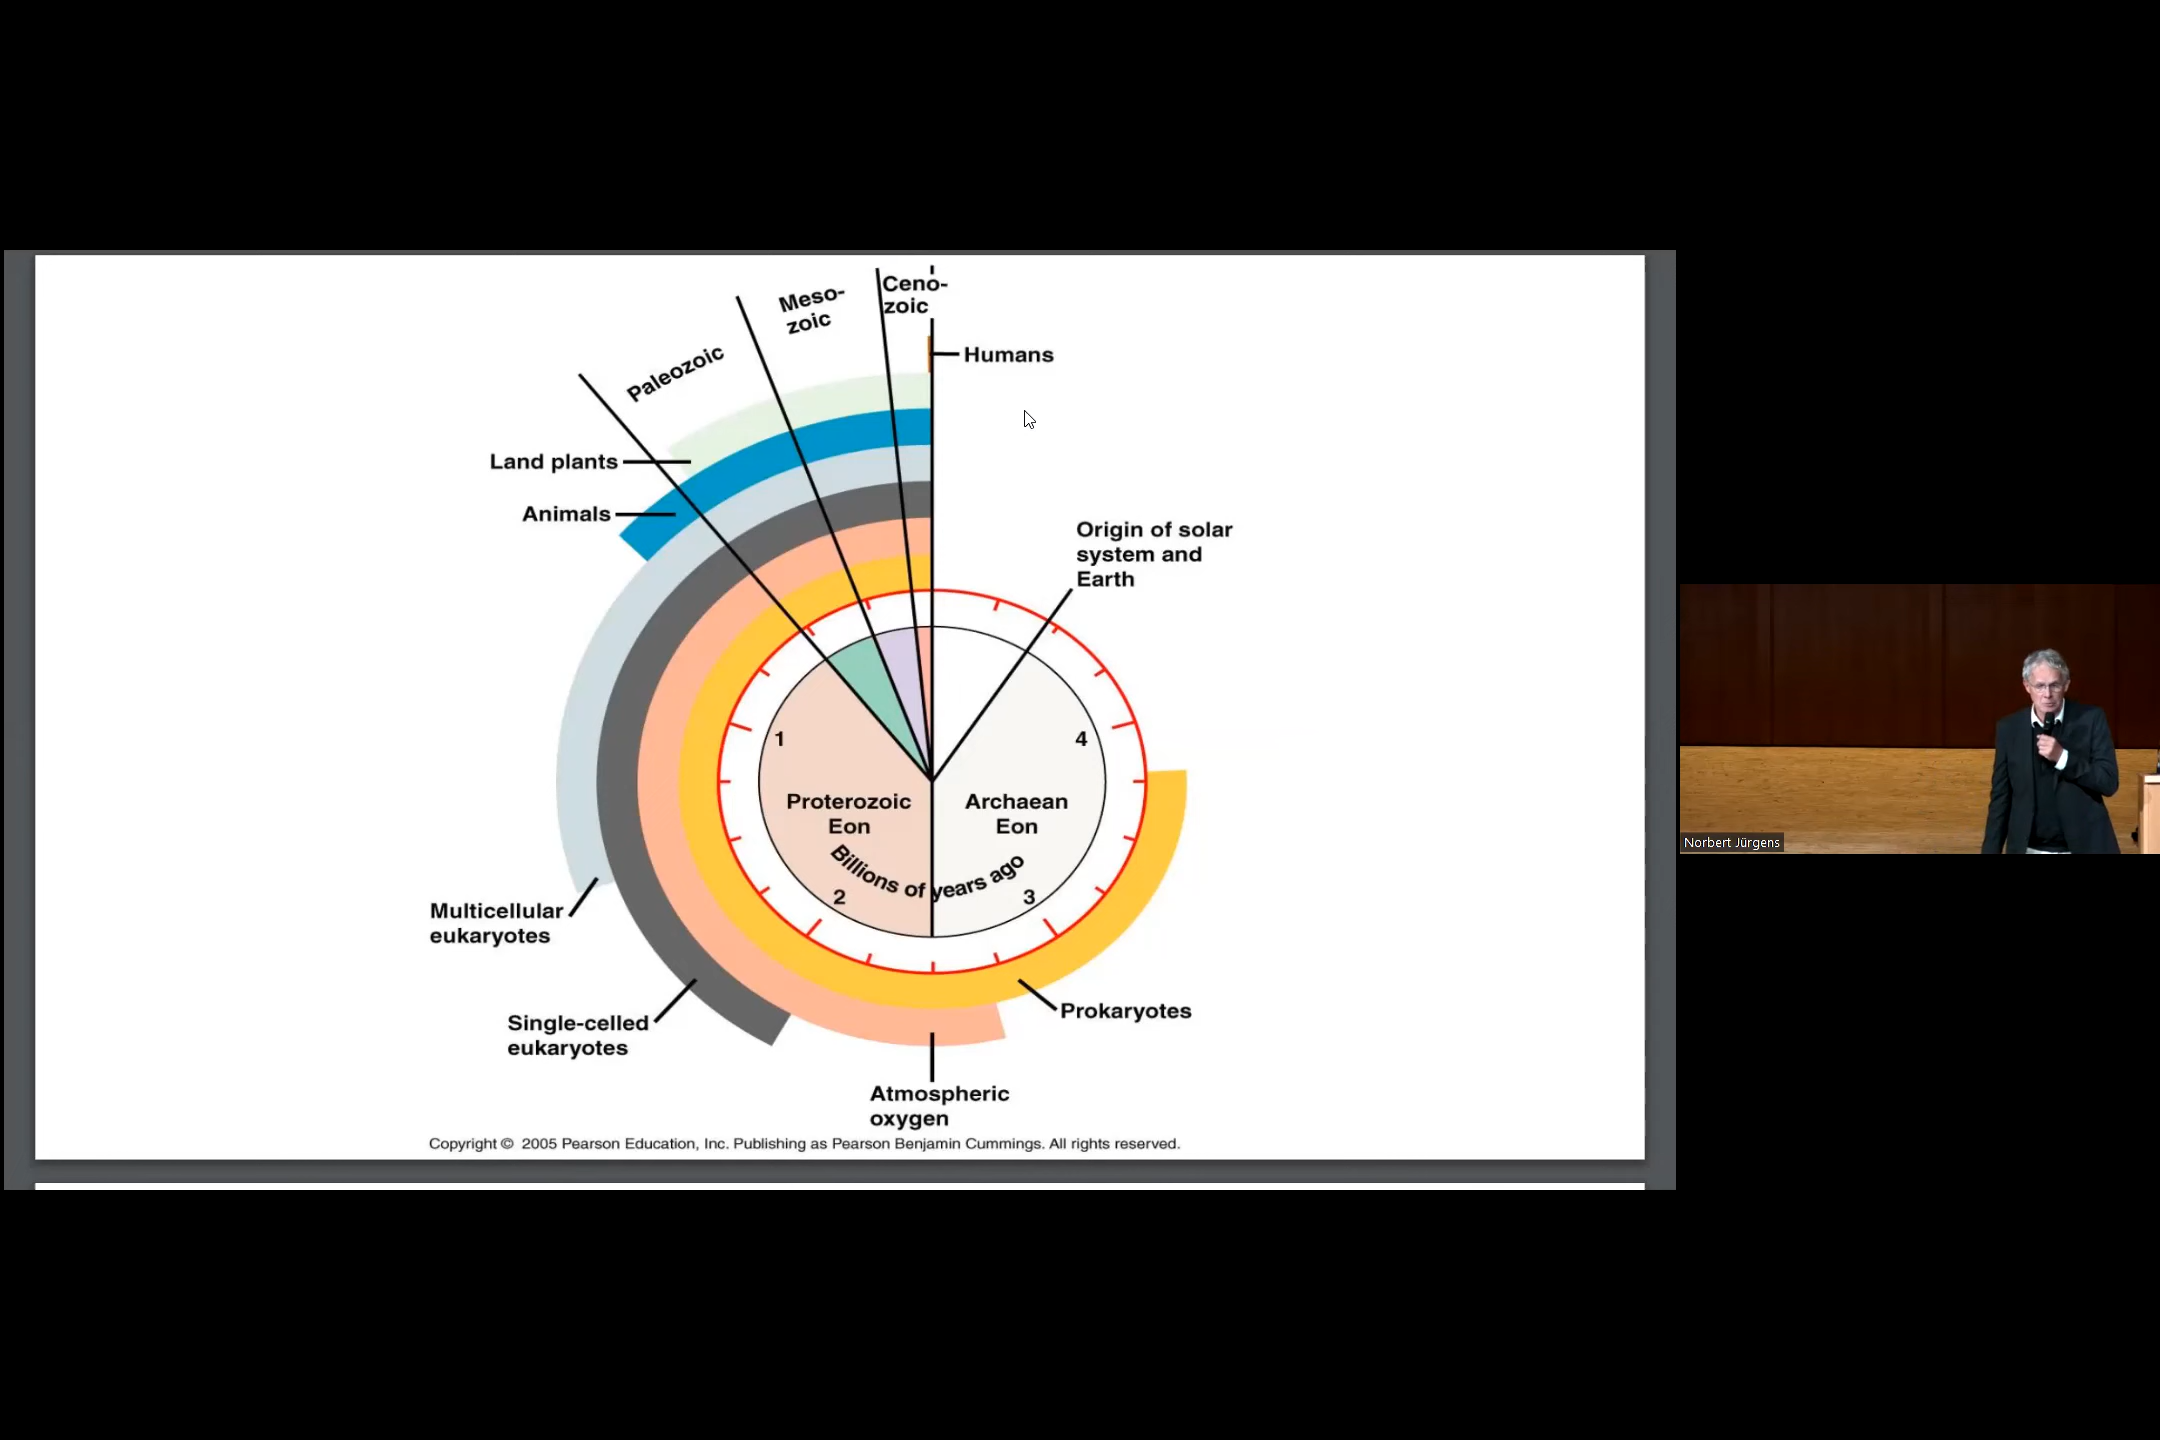 Ceno-
zoic
Meso-
zoic
Paleozoic
Humans
Land plants
Animals
Origin of solar
system and
Earth
1
4
Proterozoic
Eon
Archaean
Eon
Billions of years ago
2
3
Multicellular
eukaryotes
Single-celled
eukaryotes
Prokaryotes
Atmospheric
oxygen
Copyright © 2005 Pearson Education, Inc. Publishing as Pearson Benjamin Cummings. All rights reserved.
Norbert Jürgens